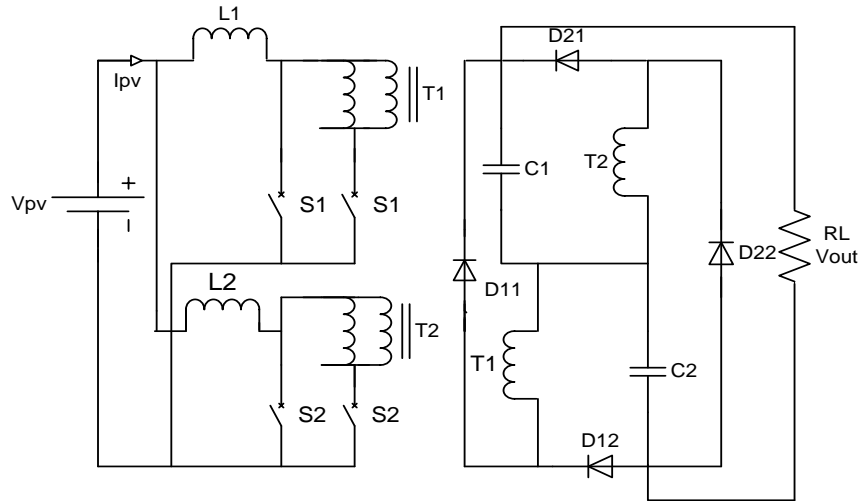 L1
D21
Ipv
T1
T2
C1
Vpv
+
–
S1
S1
RL
Vout
D22
L2
D11
T2
T1
C2
S2
S2
D12